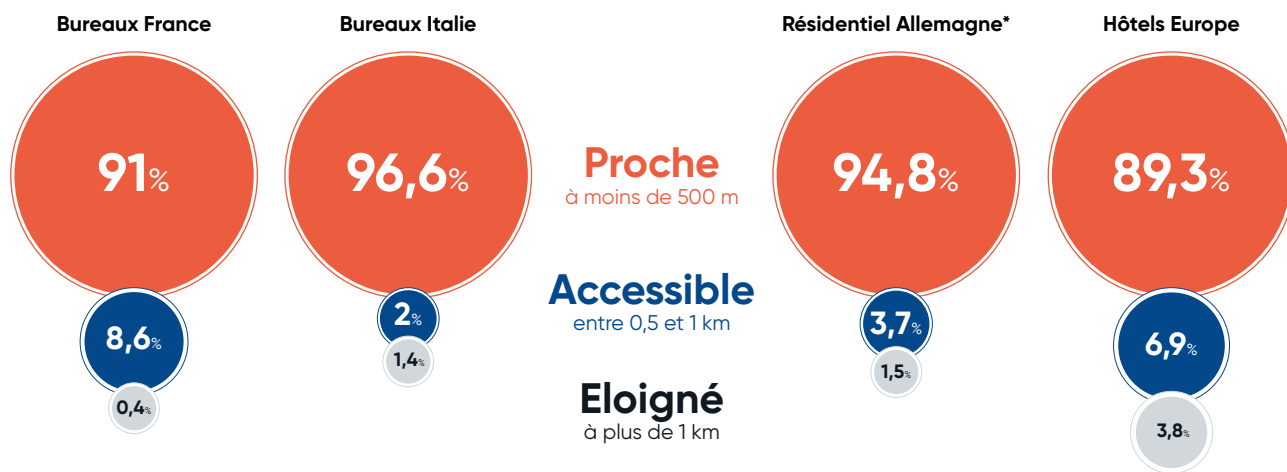 Bureaux France
Bureaux Italie
Résidentiel Allemagne*
Hôtels Europe
91%
96,6%
Proche
à moins de 500 m
94,8%
89,3%
8,6%
2%
Accessible
entre 0,5 et 1 km
3,7%
6,9%
0,4%
1,4%
Eloigné
à plus de 1 km
1,5%
3,8%